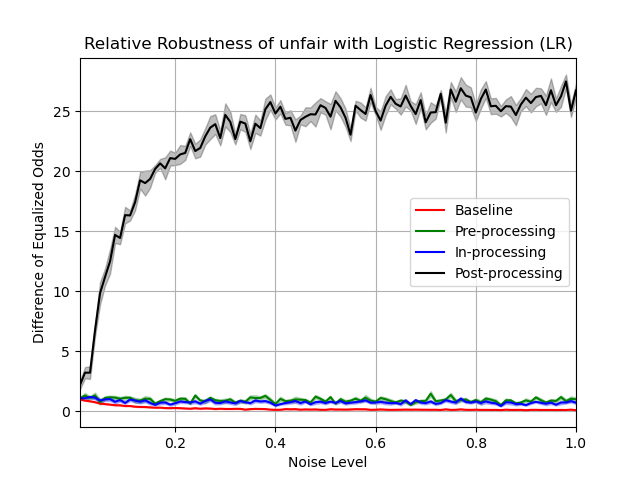 Relative Robustness of unfair with Logistic Regression (LR)
Difference of Equalized Odds
25
20
15
10
5
0
Baseline
Pre-processing
In-processing
Post-processing
0.2
0.4
0.6
0.8
1.0
Noise Level